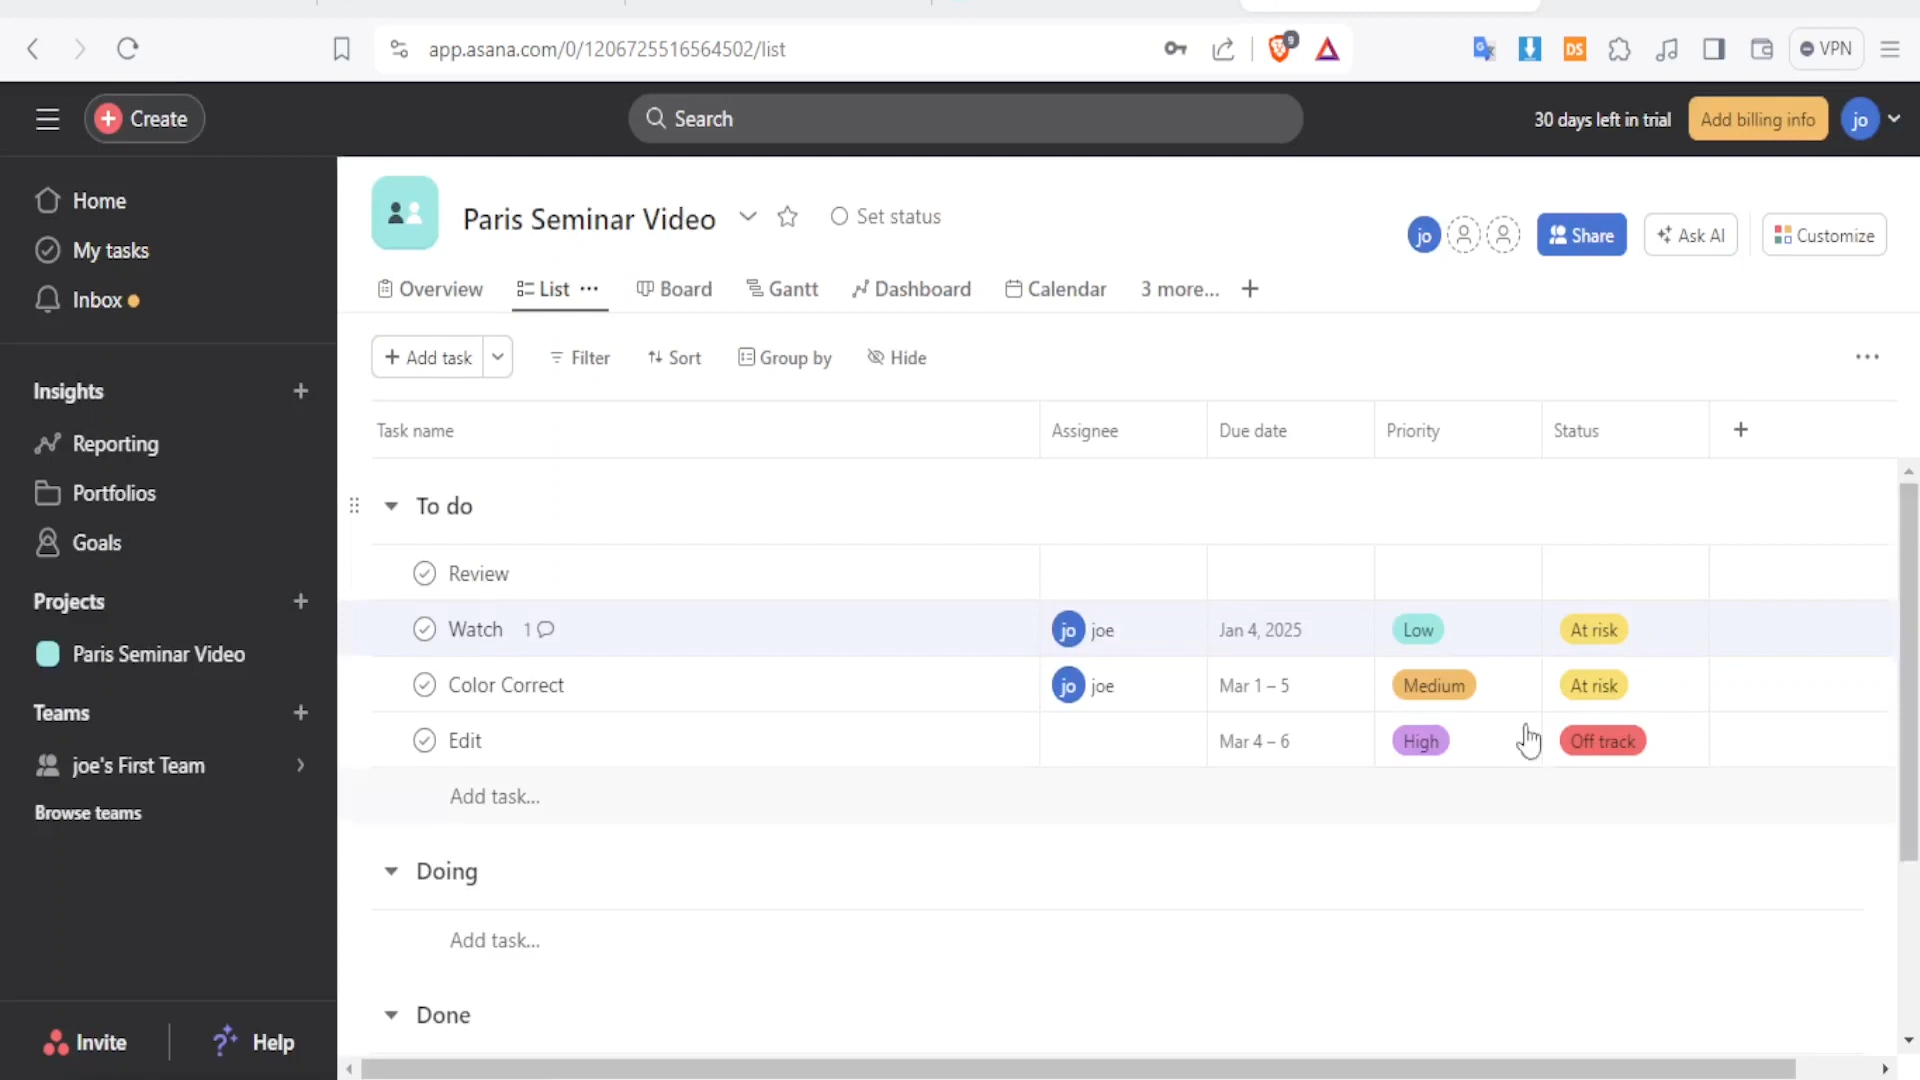 app.asana.com/0/1206725516564502/list
9
DS
VPN
Create
Search
30 days left in trial
Add billing info
jo
Home
My tasks
Inbox
Insights
Reporting
Portfolios
Goals
Projects
Paris Seminar Video
Teams
joe's First Team
Browse teams
Invite
Help
Paris Seminar Video
Set status
jo
Share
Ask AI
Customize
Overview
List
Board
Gantt
Dashboard
Calendar
3 more...
Add task
Filter
Sort
Group by
Hide
Task name
Assignee
Due date
Priority
Status
To do
Review
Watch 1 jo joe Jan 4, 2025 Low At risk
Color Correct jo joe Mar 1 – 5 Medium At risk
Edit Mar 4 – 6 High Off track
Add task...
Doing
Add task...
Done